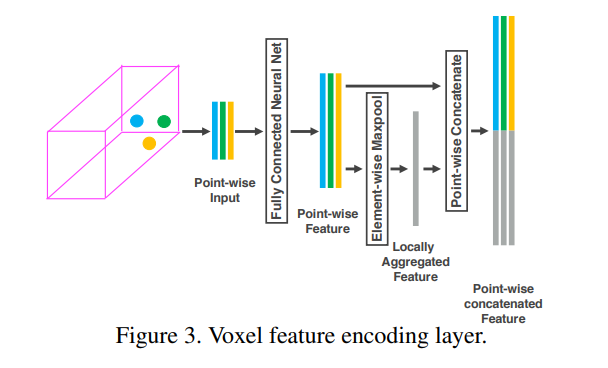 Point-wise
Input
Fully Connected Neural Net
Point-wise
Feature
Element-wise Maxpool
Locally
Aggregated
Feature
Point-wise Concatenate
Point-wise
concatenated
Feature
Figure 3. Voxel feature encoding layer.